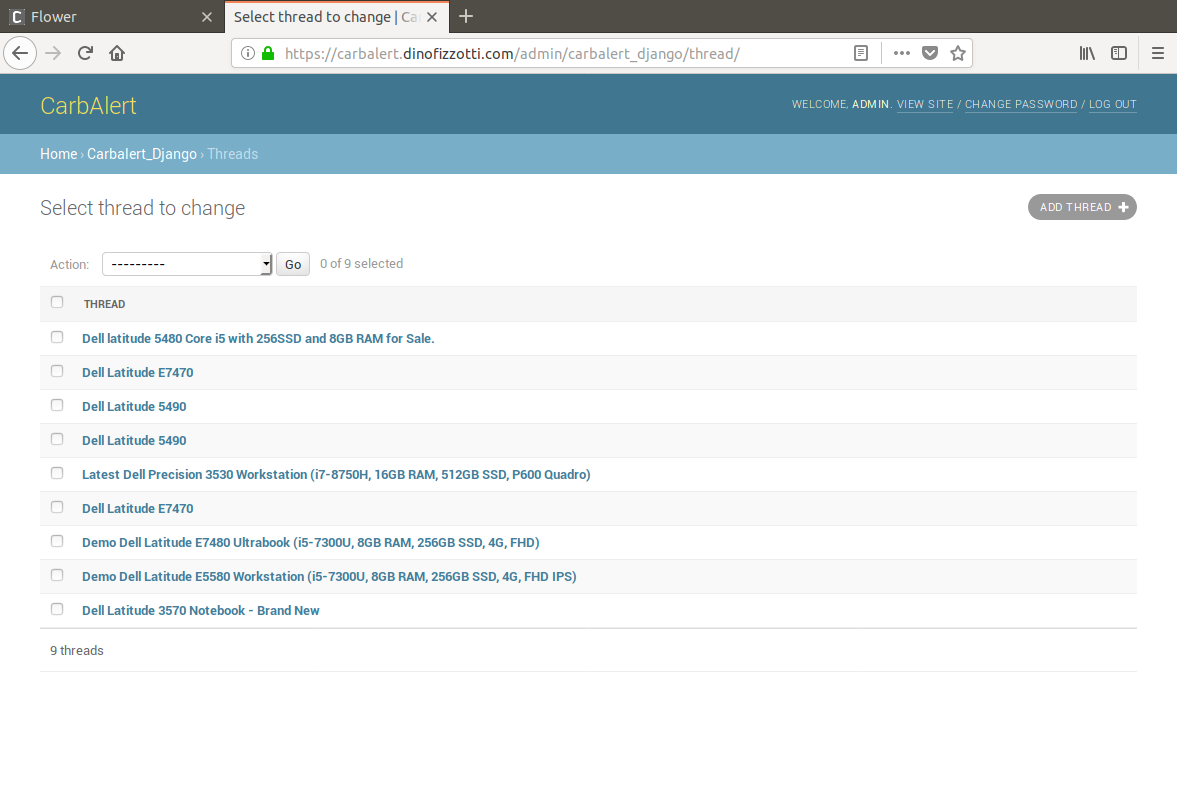 Flower
Select thread to change | Ca
https://carbalert.dinofizzotti.com/admin/carbalert_django/thread/
CarbAlert
WELCOME, ADMIN. VIEW SITE / CHANGE PASSWORD / LOG OUT
Home › Carbalert_Django › Threads
Select thread to change
ADD THREAD
Action: --------- Go 0 of 9 selected
THREAD
Dell latitude 5480 Core i5 with 256SSD and 8GB RAM for Sale.
Dell Latitude E7470
Dell Latitude 5490
Dell Latitude 5490
Latest Dell Precision 3530 Workstation (i7-8750H, 16GB RAM, 512GB SSD, P600 Quadro)
Dell Latitude E7470
Demo Dell Latitude E7480 Ultrabook (i5-7300U, 8GB RAM, 256GB SSD, 4G, FHD)
Demo Dell Latitude E5580 Workstation (i5-7300U, 8GB RAM, 256GB SSD, 4G, FHD IPS)
Dell Latitude 3570 Notebook - Brand New
9 threads